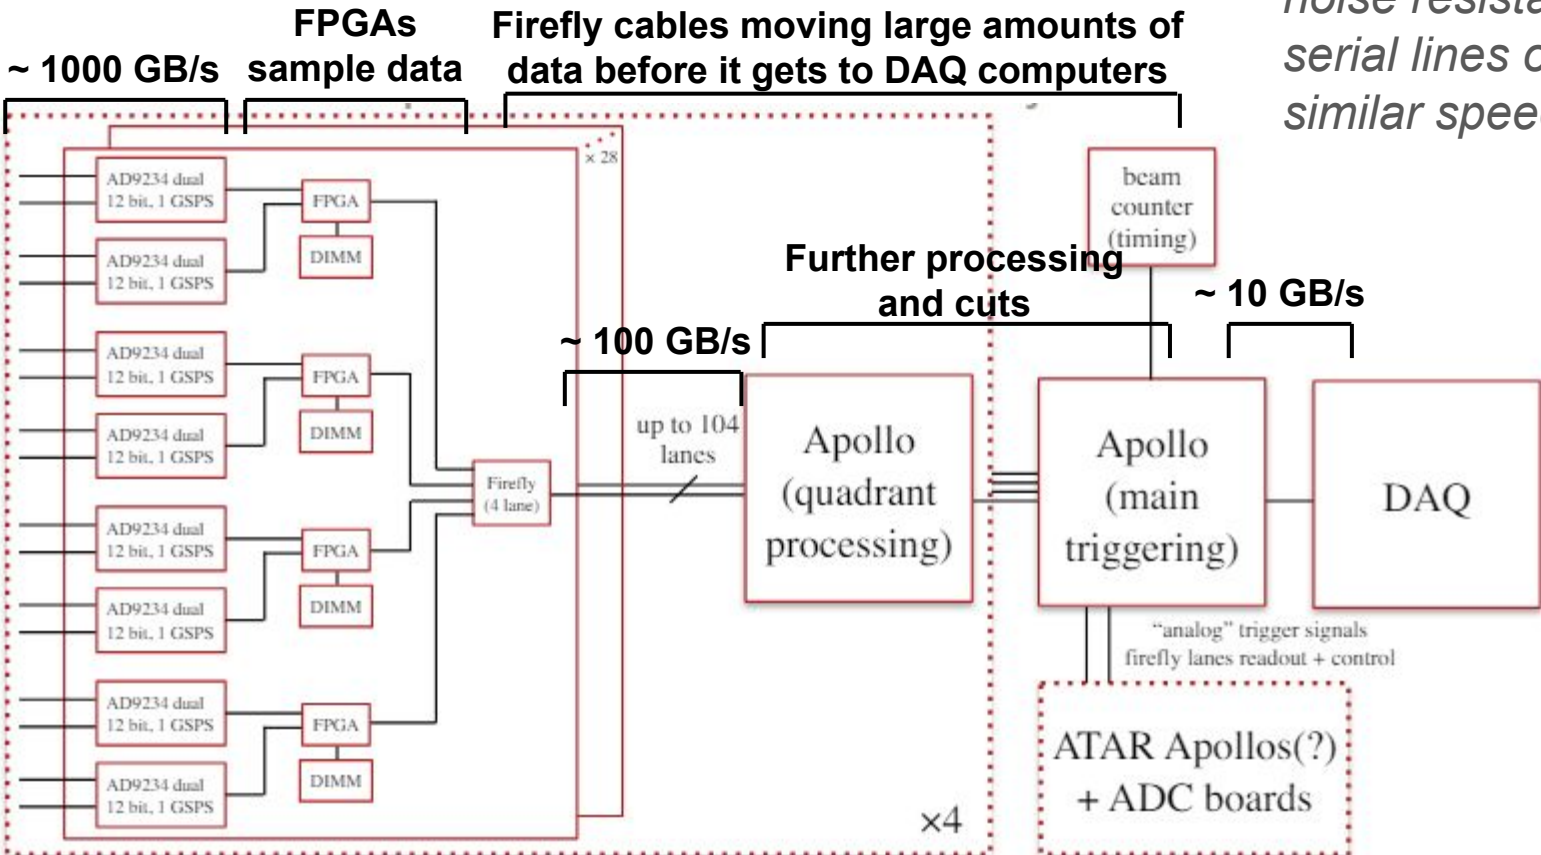 FPGAs
sample data
~ 1000 GB/s
Firefly cables moving large amounts of
data before it gets to DAQ computers
noise
serial lines
similar
× 28
AD9234 dual
12 bit, 1 GSPS
AD9234 dual
12 bit, 1 GSPS
FPGA
DIMM
AD9234 dual
12 bit, 1 GSPS
AD9234 dual
12 bit, 1 GSPS
FPGA
DIMM
AD9234 dual
12 bit, 1 GSPS
AD9234 dual
12 bit, 1 GSPS
FPGA
DIMM
AD9234 dual
12 bit, 1 GSPS
AD9234 dual
12 bit, 1 GSPS
FPGA
DIMM
Firefly
(4 lane)
~ 100 GB/s
up to 104
lanes
Further processing
and cuts
Apollo
(quadrant
processing)
×4
beam
counter
(timing)
Apollo
(main
triggering)
~ 10 GB/s
DAQ
“analog” trigger signals
firefly lanes readout + control
ATAR Apollos(?)
+ ADC boards